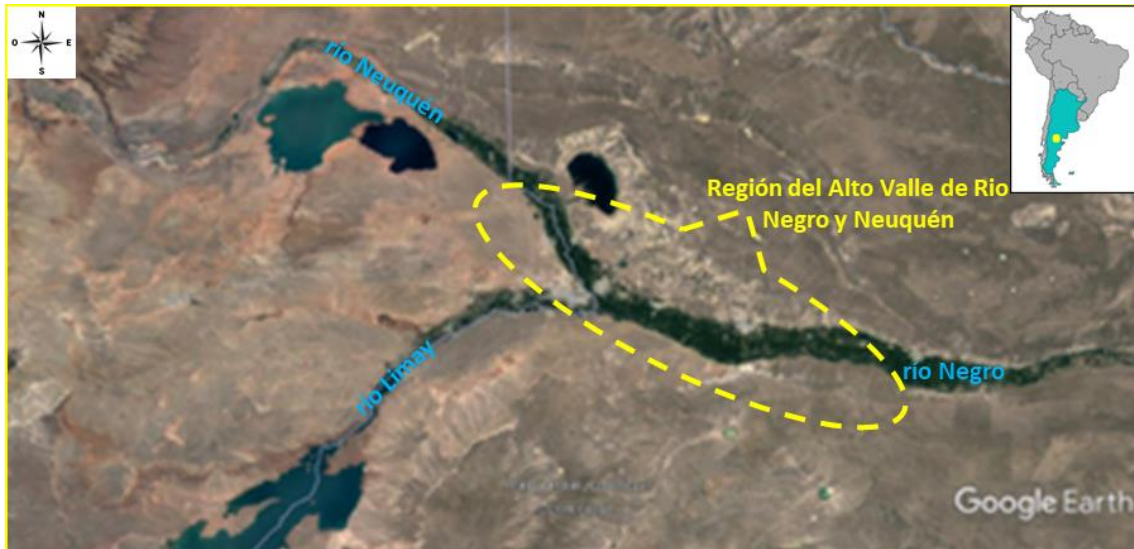 N
O E
S
río Neuquén
Región del Alto Valle de Rio
Negro y Neuquén
río Limay
río Negro
Google Earth